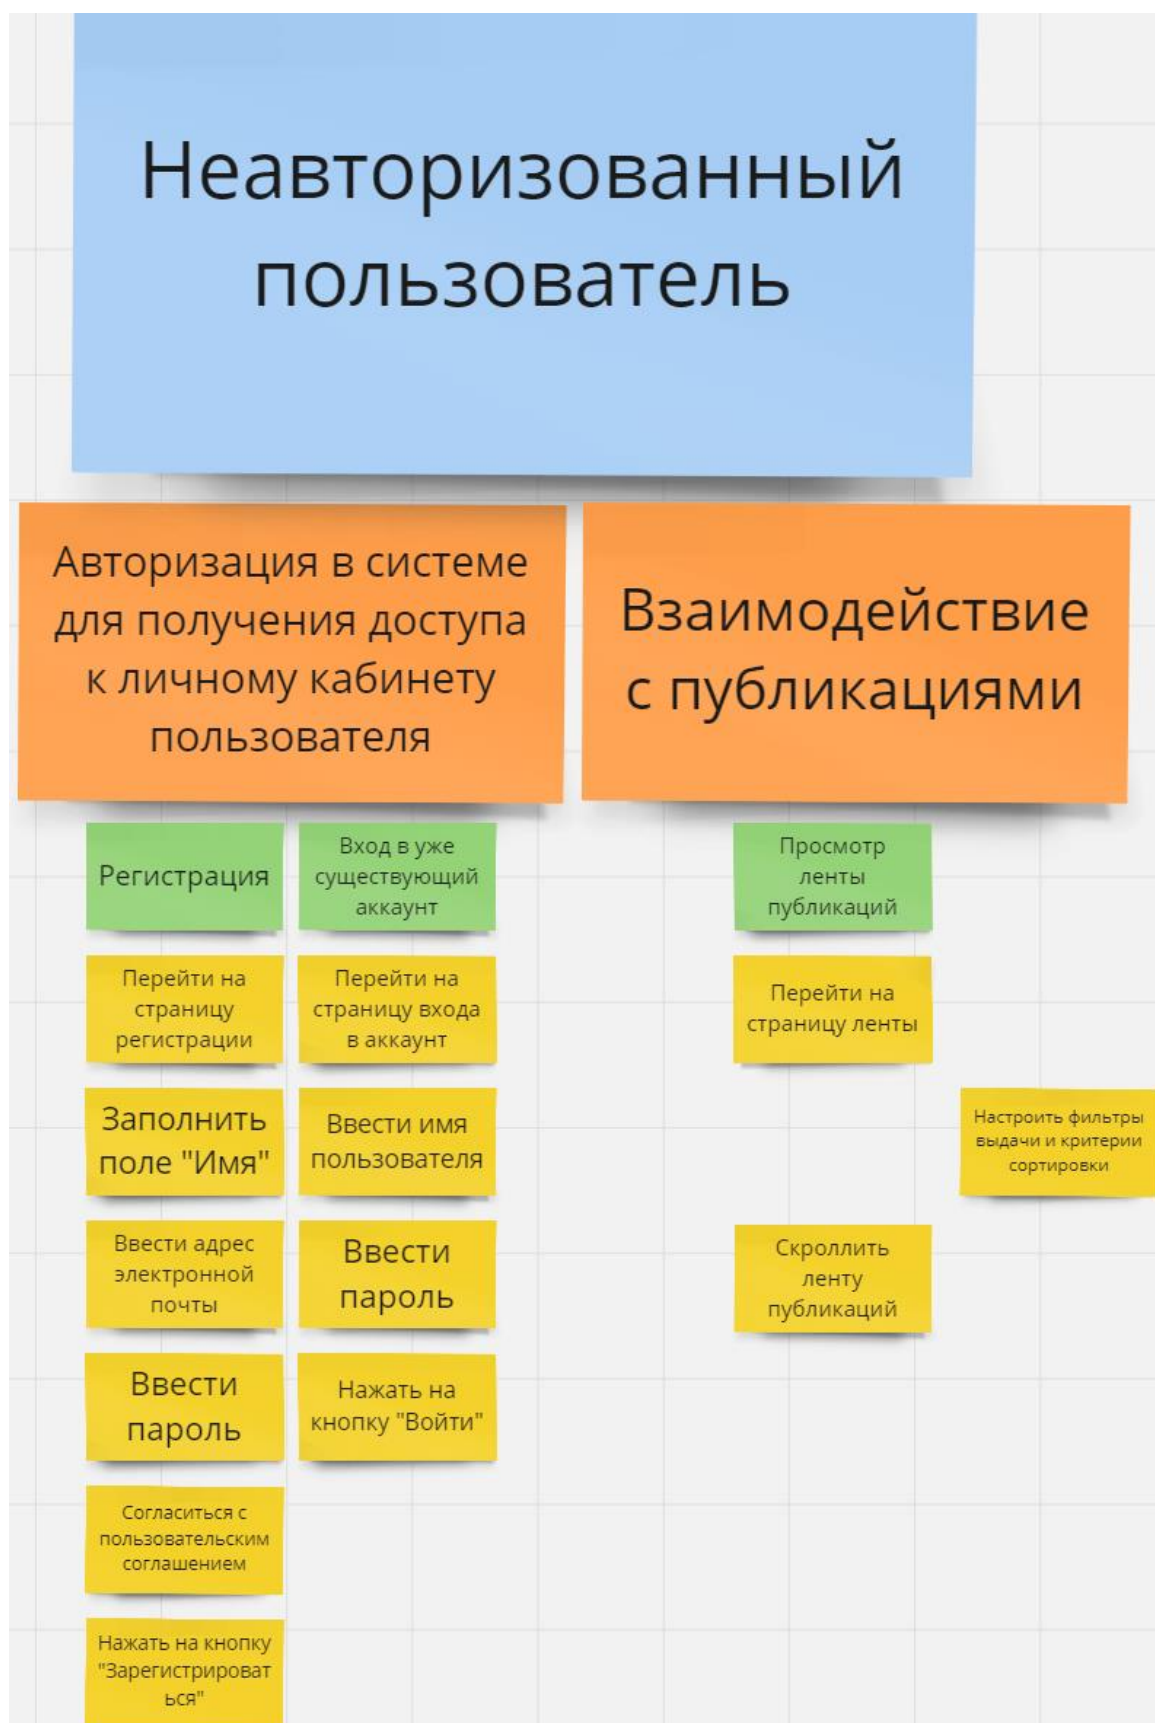 Неавторизованный
пользователь
Авторизация в системе
для получения доступа
к личному кабинету
пользователя
Взаимодействие
с публикациями
Регистрация
Вход в уже
существующий
аккаунт
Просмотр
ленты
публикаций
Перейти на
страницу
регистрации
Перейти на
страницу входа
в аккаунт
Перейти на
страницу ленты
Заполнить
поле "Имя"
Ввести имя
пользователя
Настроить фильтры
выдачи и критерии
сортировки
Ввести адрес
электронной
почты
Ввести
пароль
Скроллить
ленту
публикаций
Ввести
пароль
Нажать на
кнопку "Войти"
Согласиться с
пользовательским
соглашением
Нажать на кнопку
"Зарегистрироват
ься"